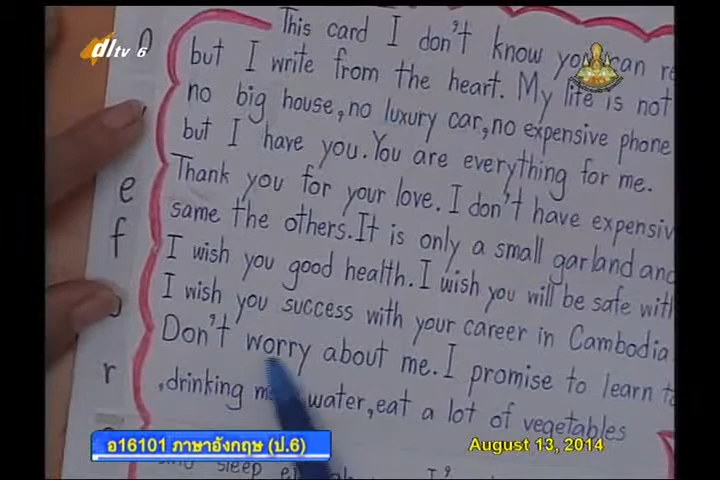 dltv 6
This card I don't know you can
but I write from the heart. My life is not
no big house, no luxury car, no expensive phone
but I have you. You are everything for me.
Thank you for your love. I don't have expensiv
same the others. It is only a small garland and
I wish you good health. I wish you will be safe wit
I wish you success with your career in Cambodia
Don't worry about me. I promise to learn t
, drinking water, eat a lot of vegetables
sleep
e
f
r
อ16101 ภาษาอังกฤษ (ป.6)
August 13, 2014